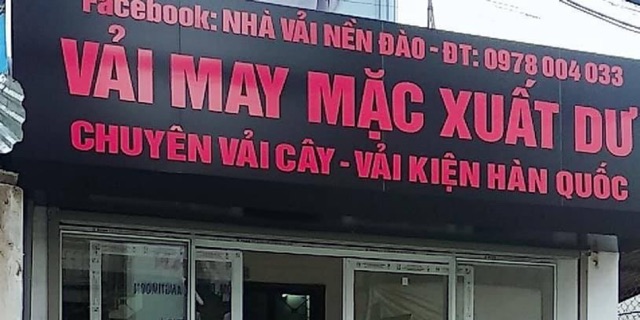 Facebook: NHÀ VẢI NỀN ĐÀO - ĐT: 0978 004 033
VẢI MAY MẶC XUẤT DƯ
CHUYÊN VẢI CÂY - VẢI KIỆN HÀN QUỐC